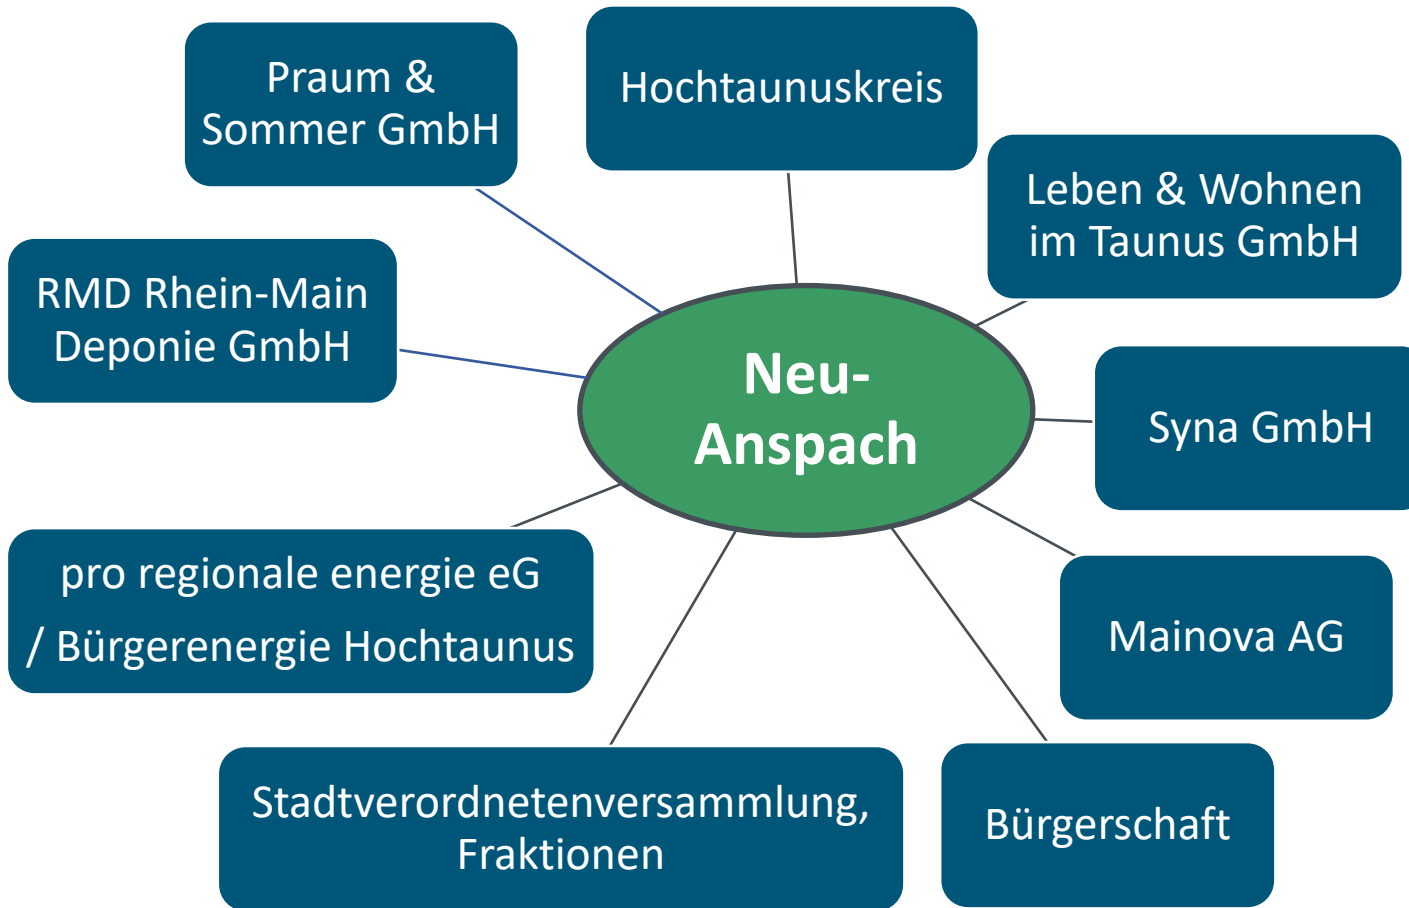 Praum &
Sommer GmbH
Hochtaunuskreis
Leben & Wohnen
im Taunus GmbH
RMD Rhein-Main
Deponie GmbH
Neu-
Anspach
Syna GmbH
pro regionale energie eG
/ Bürgerenergie Hochtaunus
Mainova AG
Stadtverordnetenversammlung,
Fraktionen
Bürgerschaft